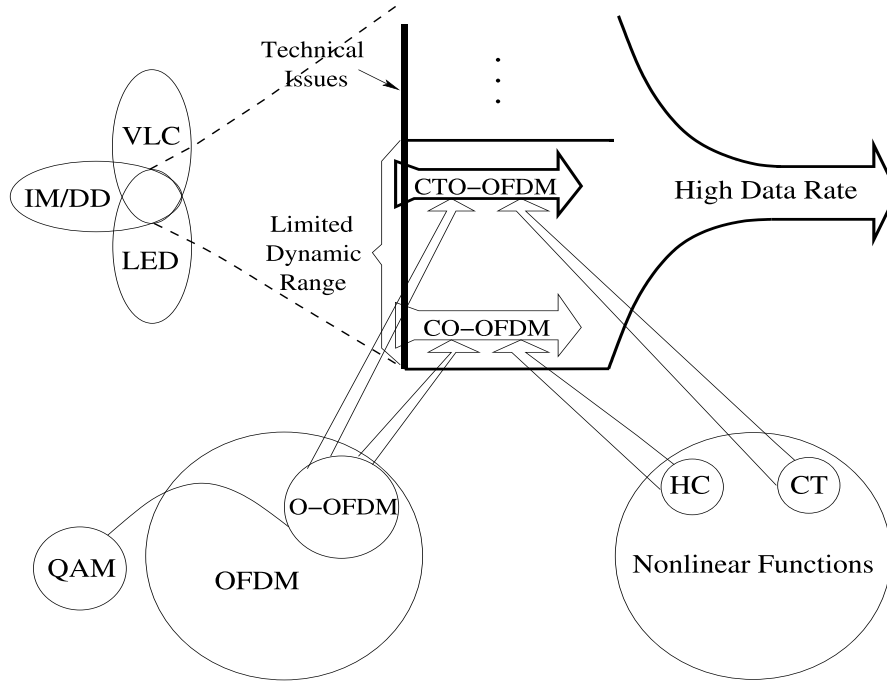 Technical
Issues
VLC
IM/DD
LED
CTO–OFDM
High Data Rate
Limited
Dynamic
Range
CO–OFDM
O–OFDM
HC
CT
QAM
OFDM
Nonlinear Functions